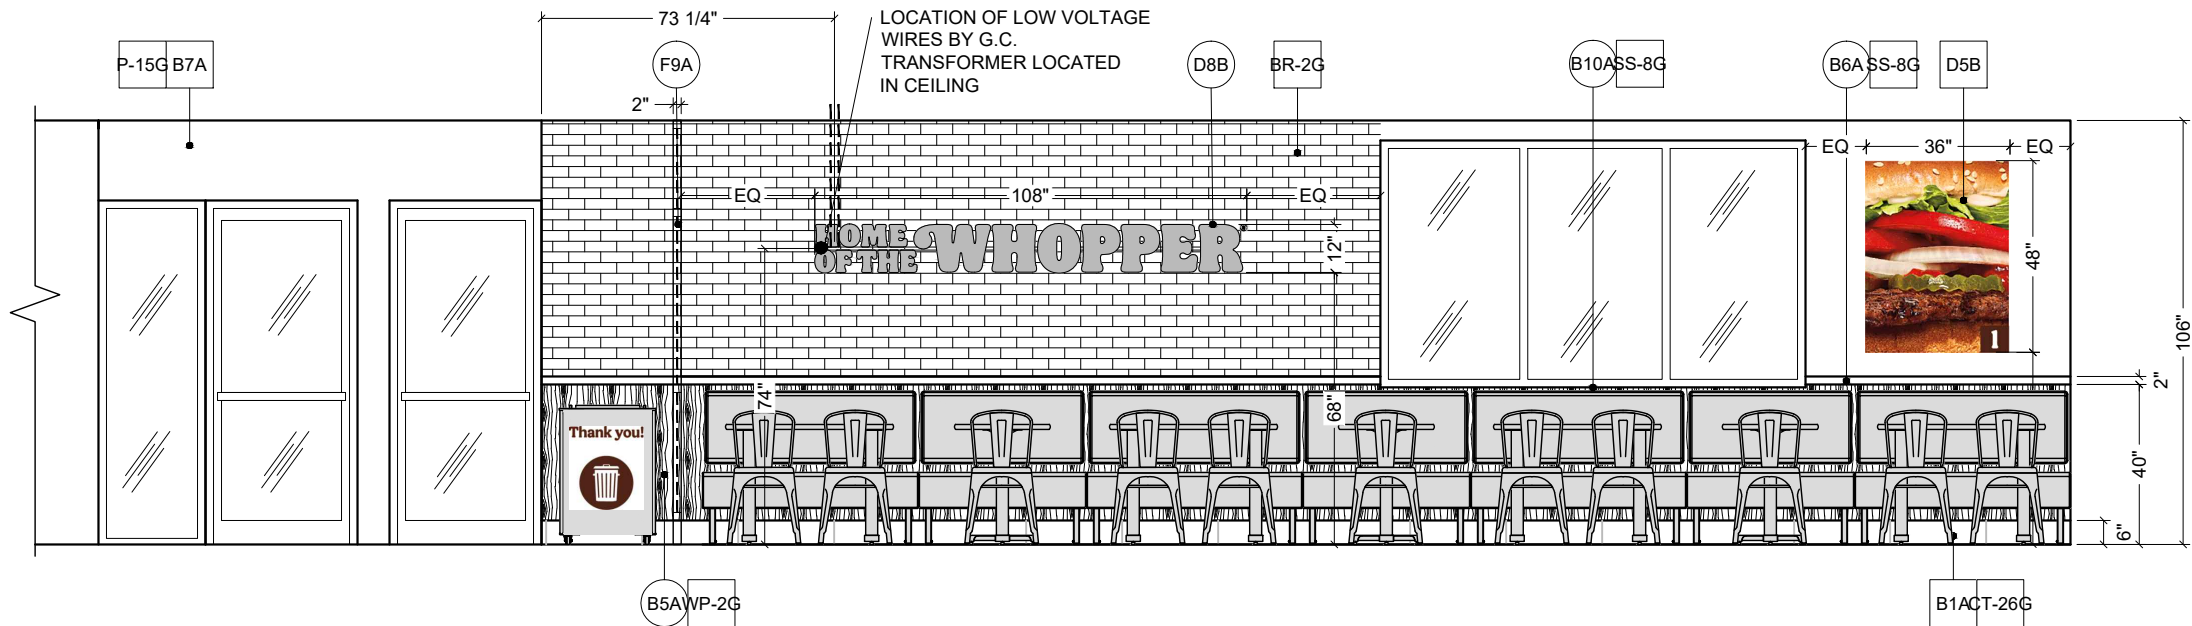 73 1/4"
LOCATION OF LOW VOLTAGE
WIRES BY G.C.
TRANSFORMER LOCATED
IN CEILING
P-15G B7A
F9A
D8B
BR-2G
B10A SS-8G
B6A SS-8G
D5B
2"
EQ
108"
EQ
EQ
36"
EQ
HOME
OF THE
WHOPPER
®
12"
48"
1
106"
2"
74"
68"
40"
6"
Thank you!
B5A WP-2G
B1A CT-26G